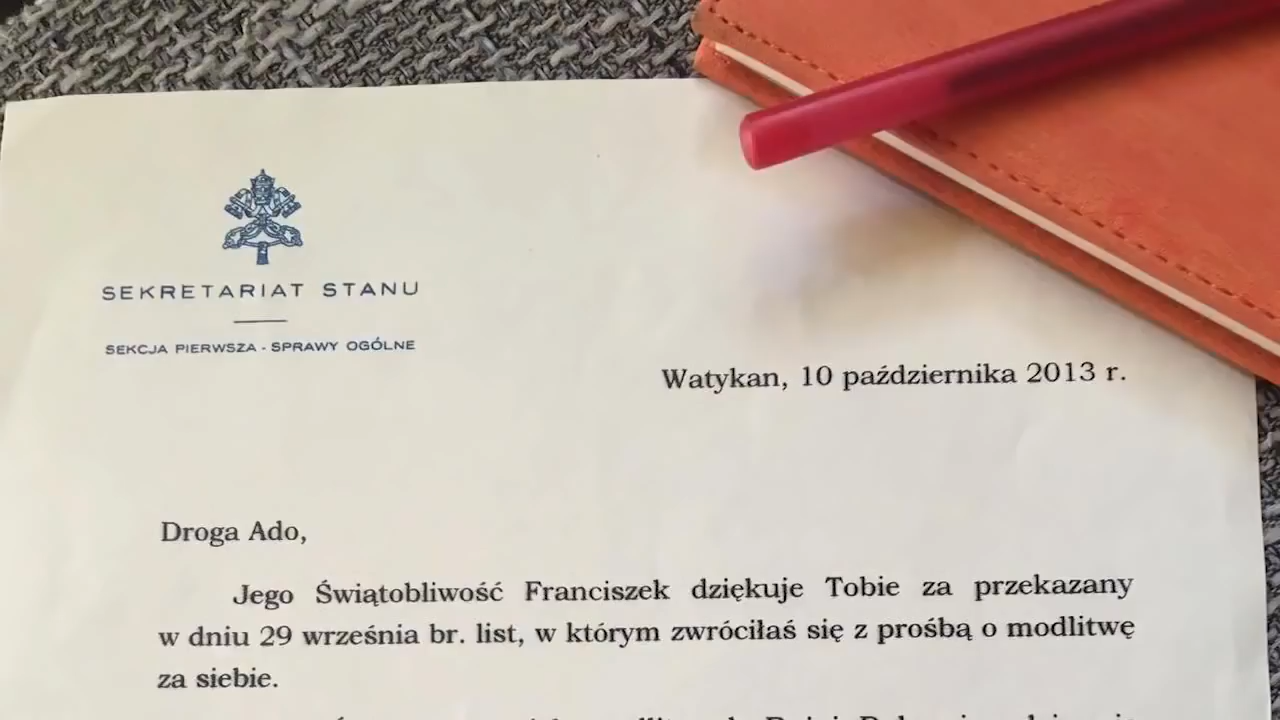 SEKRETARIAT STANU
SEKCJA PIERWSZA - SPRAWY OGÓLNE
Watykan, 10 października 2013 r.
Droga Ado,
Jego Świątobliwość Franciszek dziękuje Tobie za przekazany
w dniu 29 września br. list, w którym zwróciłaś się z prośbą o modlitwę
za siebie.